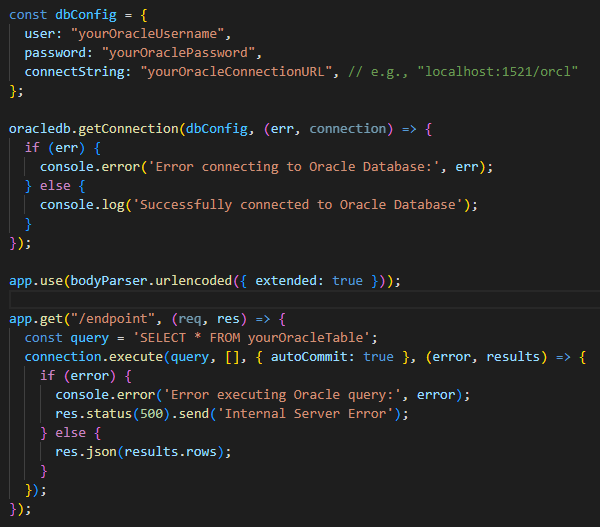 const dbConfig = {
  user: "yourOracleUsername",
  password: "yourOraclePassword",
  connectString: "yourOracleConnectionURL", // e.g., "localhost:1521/orcl"
};

oracledb.getConnection(dbConfig, (err, connection) => {
  if (err) {
    console.error('Error connecting to Oracle Database:', err);
  } else {
    console.log('Successfully connected to Oracle Database');
  }
});

app.use(bodyParser.urlencoded({ extended: true }));

app.get("/endpoint", (req, res) => {
  const query = 'SELECT * FROM yourOracleTable';
  connection.execute(query, [], { autoCommit: true }, (error, results) => {
    if (error) {
      console.error('Error executing Oracle query:', error);
      res.status(500).send('Internal Server Error');
    } else {
      res.json(results.rows);
    }
  });
});